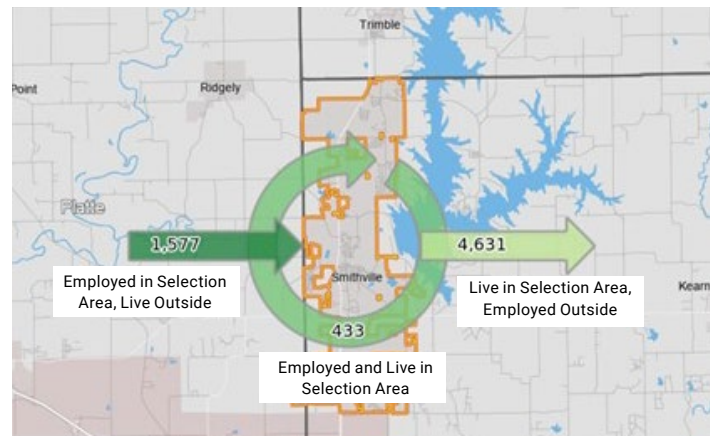 Trimble
Point
Ridgely
Platte
1,577
4,631
Employed in Selection
Area, Live Outside
Smithville
Live in Selection Area,
Employed Outside
Kearn
433
Employed and Live in
Selection Area